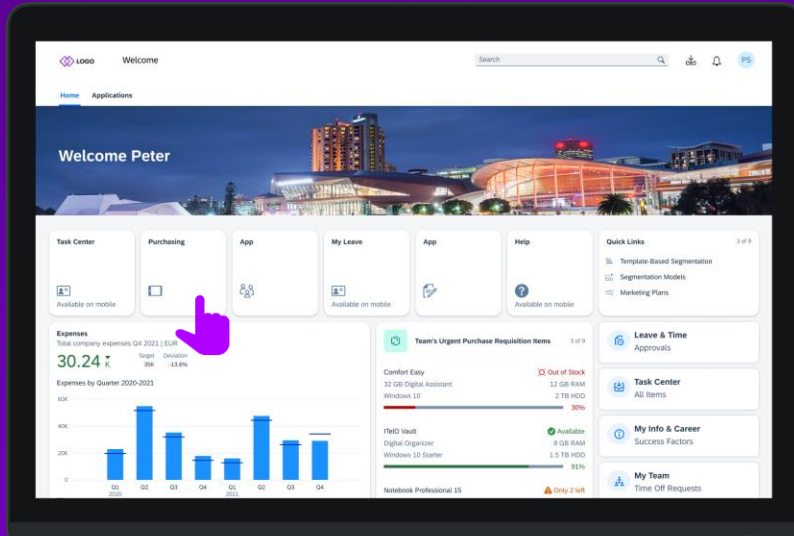 LOGO
Welcome
Search
PS
Home Applications
Welcome Peter
Task Center
Available on mobile
Purchasing
App
My Leave
Available on mobile
App
Help
Available on mobile
Quick Links 3 of 9
Template-Based Segmentation
Segmentation Models
Marketing Plans
Expenses
Total company expenses Q4 2021 | EUR
30.24 K
Target Deviation
35K -13.6%
Expenses by Quarter 2020-2021
60K
40K
20K
0
Q1 Q2 Q3 Q4 Q1 Q2 Q3 Q4
2020 2021
Team's Urgent Purchase Requisition Items 3 of 9
Comfort Easy Out of Stock
32 GB Digital Assistant 12 GB RAM
Windows 10 2 TB HDD
30%
ITelO Vault Available
Digital Organizer 8 GB RAM
Windows 10 Starter 1.5 TB HDD
91%
Notebook Professional 15 Only 2 left
Leave & Time
Approvals
Task Center
All Items
My Info & Career
Success Factors
My Team
Time Off Requests